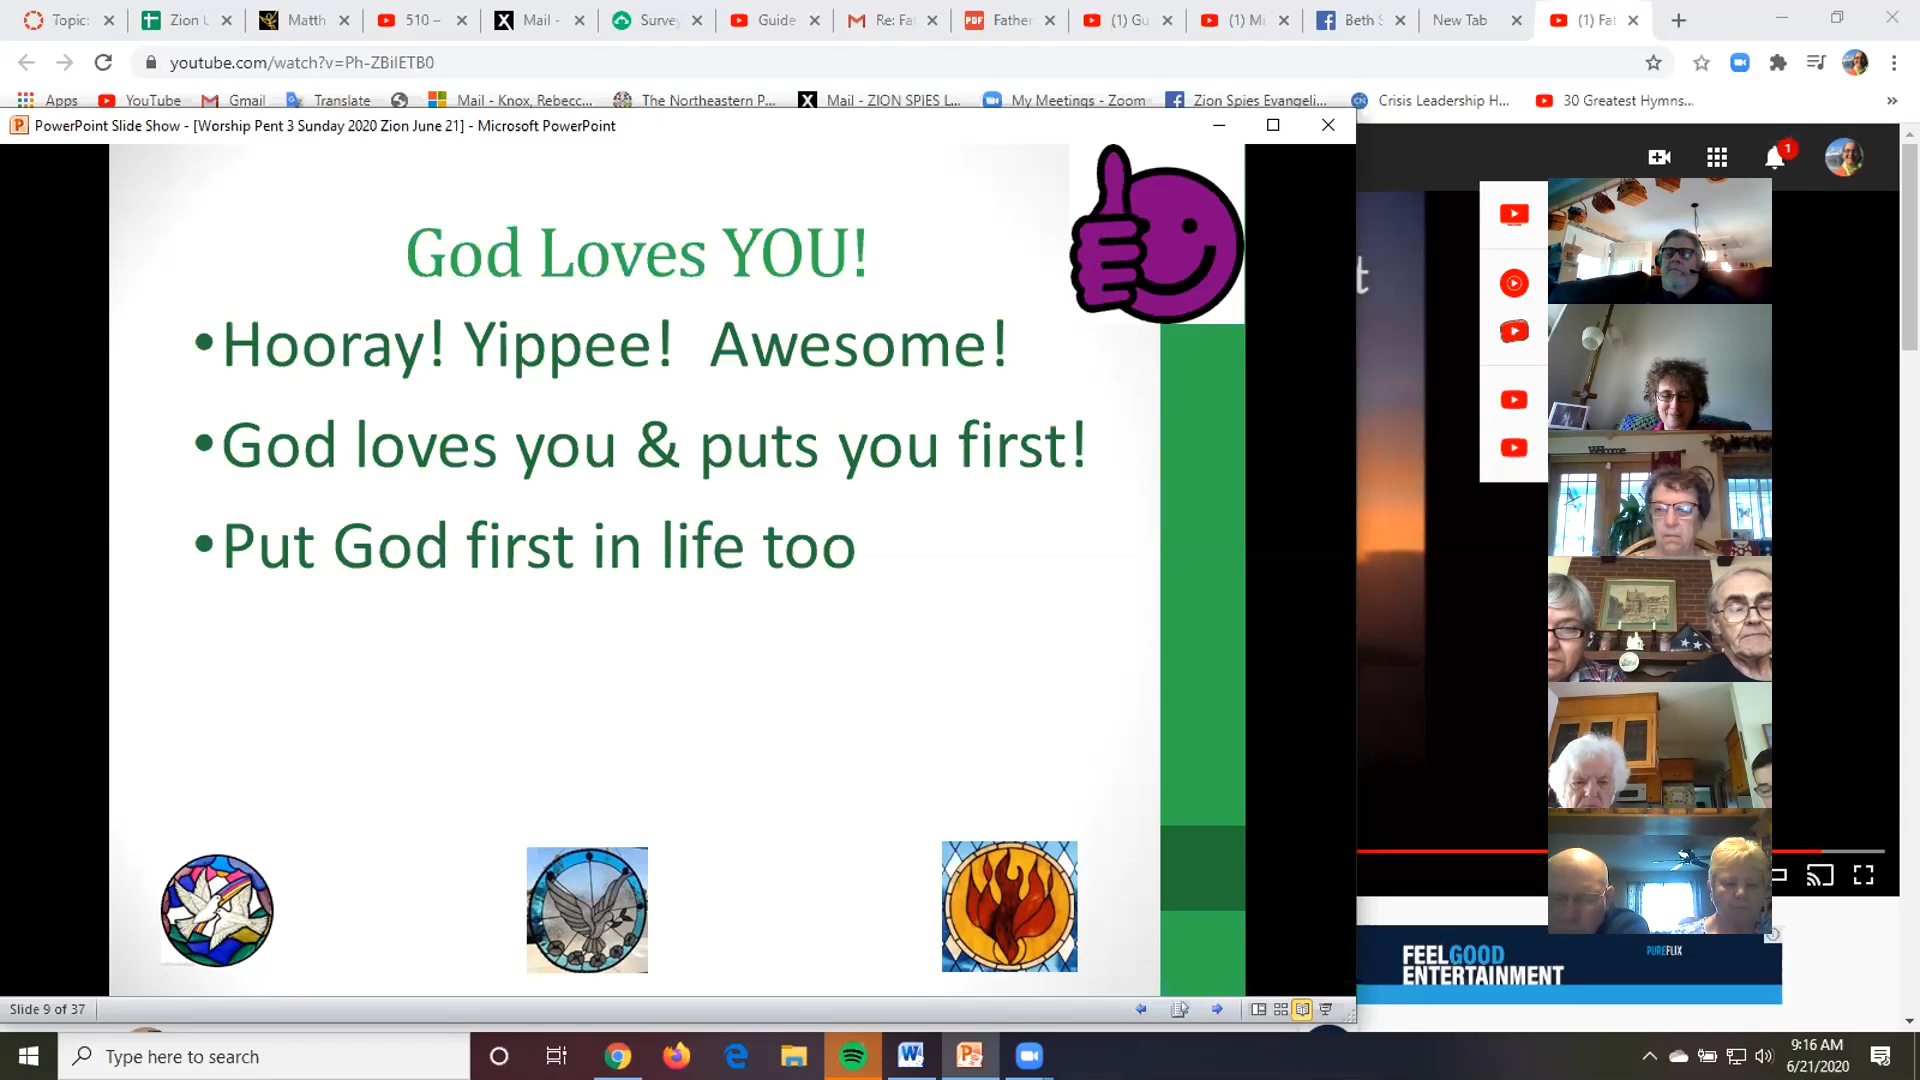 Topic:
Zion U
Matth
510 –
Mail -
Survey
Guide
Re: Fat
PDF
Father
(1) Gu
(1) Mi
Beth S
New Tab
(1) Fat
youtube.com/watch?v=Ph-ZBilETB0
Apps
YouTube
Gmail
Translate
Mail - Knox, Rebecc...
The Northeastern P...
Mail - ZION SPIES L...
My Meetings - Zoom
Zion Spies Evangeli...
Crisis Leadership H...
30 Greatest Hymns...
PowerPoint Slide Show - [Worship Pent 3 Sunday 2020 Zion June 21] - Microsoft PowerPoint
1
God Loves YOU!
t
•Hooray! Yippee! Awesome!
•God loves you & puts you first!
•Put God first in life too
Welcome
FEELGOOD
ENTERTAINMENT
PUREFLIX
Slide 9 of 37
Type here to search
9:16 AM
6/21/2020